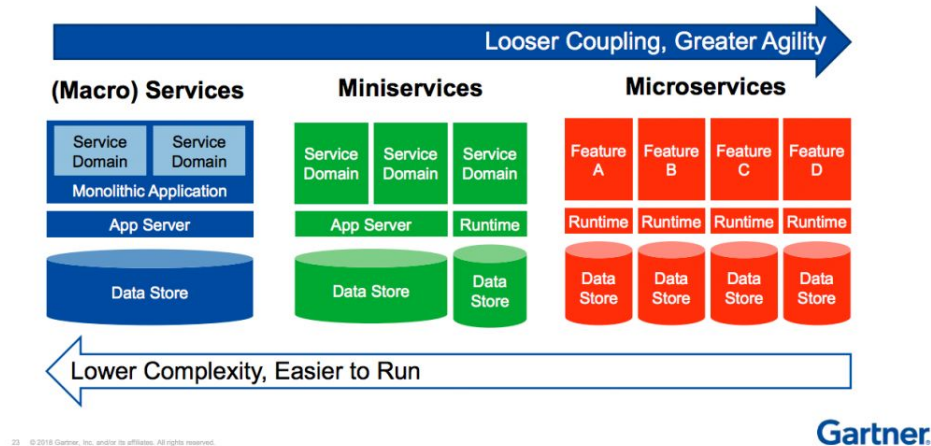 Looser Coupling, Greater Agility
(Macro) Services
Miniservices
Microservices
Service
Domain
Service
Domain
Monolithic Application
App Server
Data Store
Service
Domain
Service
Domain
Service
Domain
App Server
Runtime
Data Store
Data
Store
Feature
A
Feature
B
Feature
C
Feature
D
Runtime
Runtime
Runtime
Runtime
Data
Store
Data
Store
Data
Store
Data
Store
Lower Complexity, Easier to Run
23 © 2018 Gartner, Inc. and/or its affiliates. All rights reserved.
Gartner